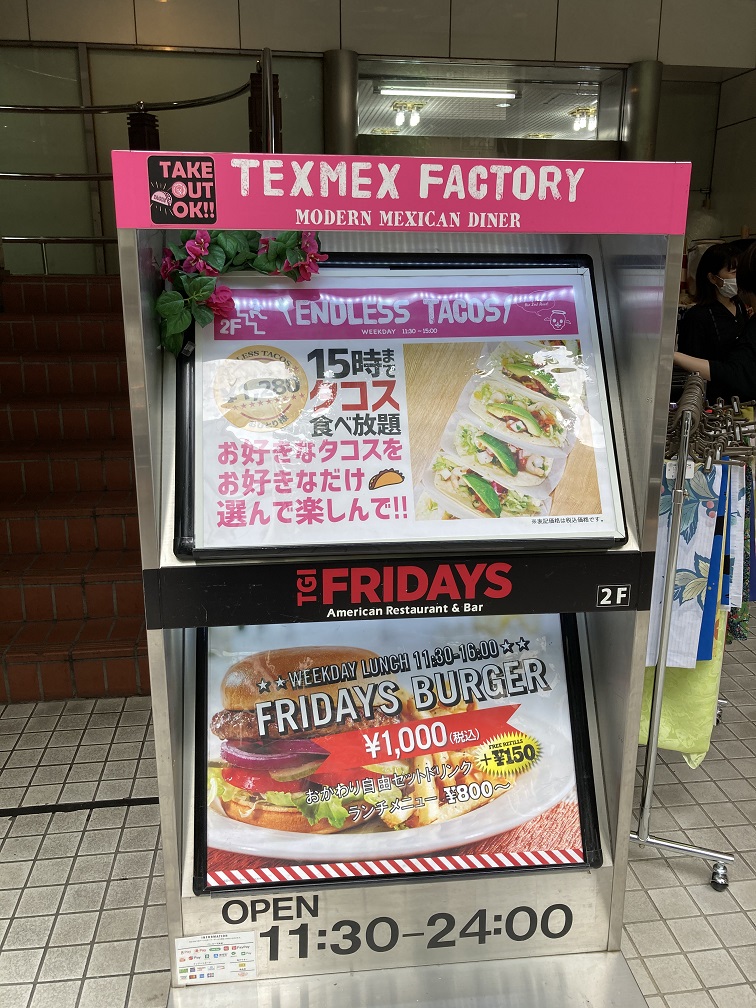 TAKE
OUT
OK!!
TEXMEX FACTORY
MODERN MEXICAN DINER
2F
ENDLESS TACOS
WEEKDAY 11:30 - 15:00
ESS TACOS
¥1,280
15時まで
タコス
食べ放題
お好きなタコスを
お好きなだけ
選んで楽しんで!!
※表記価格は税込価格です。
TGI FRIDAYS
American Restaurant & Bar
2F
★★WEEKDAY LUNCH 11:30-16:00★★
FRIDAYS BURGER
¥1,000(税込)
FREE REFILLS
+¥150
おかわり自由セットドリンク
ランチメニュー ¥800~
OPEN
11:30-24:00
INFORMATION